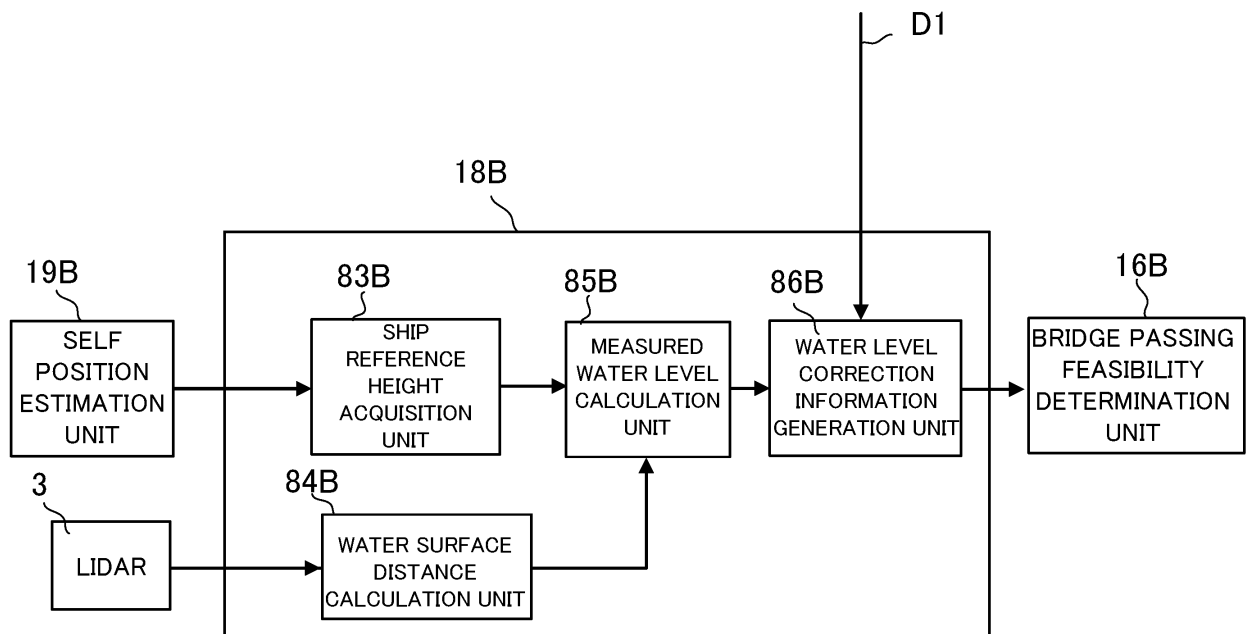 D1
18B
19B
SELF
POSITION
ESTIMATION
UNIT
83B
SHIP
REFERENCE
HEIGHT
ACQUISITION
UNIT
85B
MEASURED
WATER LEVEL
CALCULATION
UNIT
86B
WATER LEVEL
CORRECTION
INFORMATION
GENERATION UNIT
16B
BRIDGE PASSING
FEASIBILITY
DETERMINATION
UNIT
3
LIDAR
84B
WATER SURFACE
DISTANCE
CALCULATION UNIT